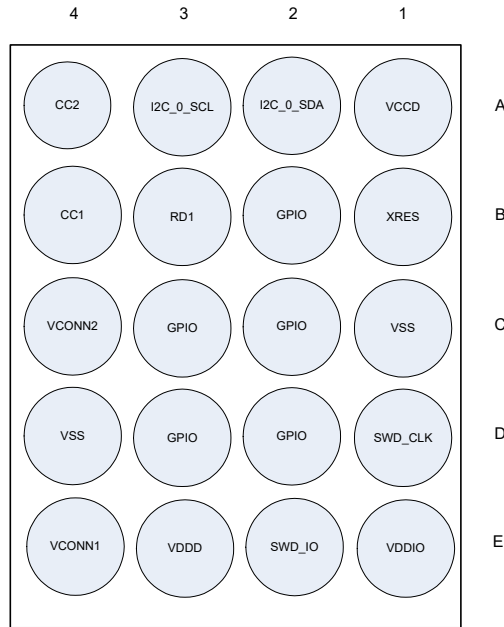 4 3 2 1
CC2 I2C_0_SCL I2C_0_SDA VCCD A
CC1 RD1 GPIO XRES B
VCONN2 GPIO GPIO VSS C
VSS GPIO GPIO SWD_CLK D
VCONN1 VDDD SWD_IO VDDIO E